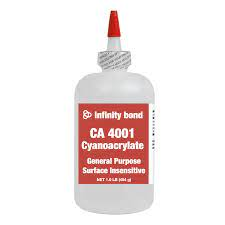 Infinity bond
CA 4001
Cyanoacrylate
General Purpose
Surface Insensitive
NET 1.0 LB (454 g)